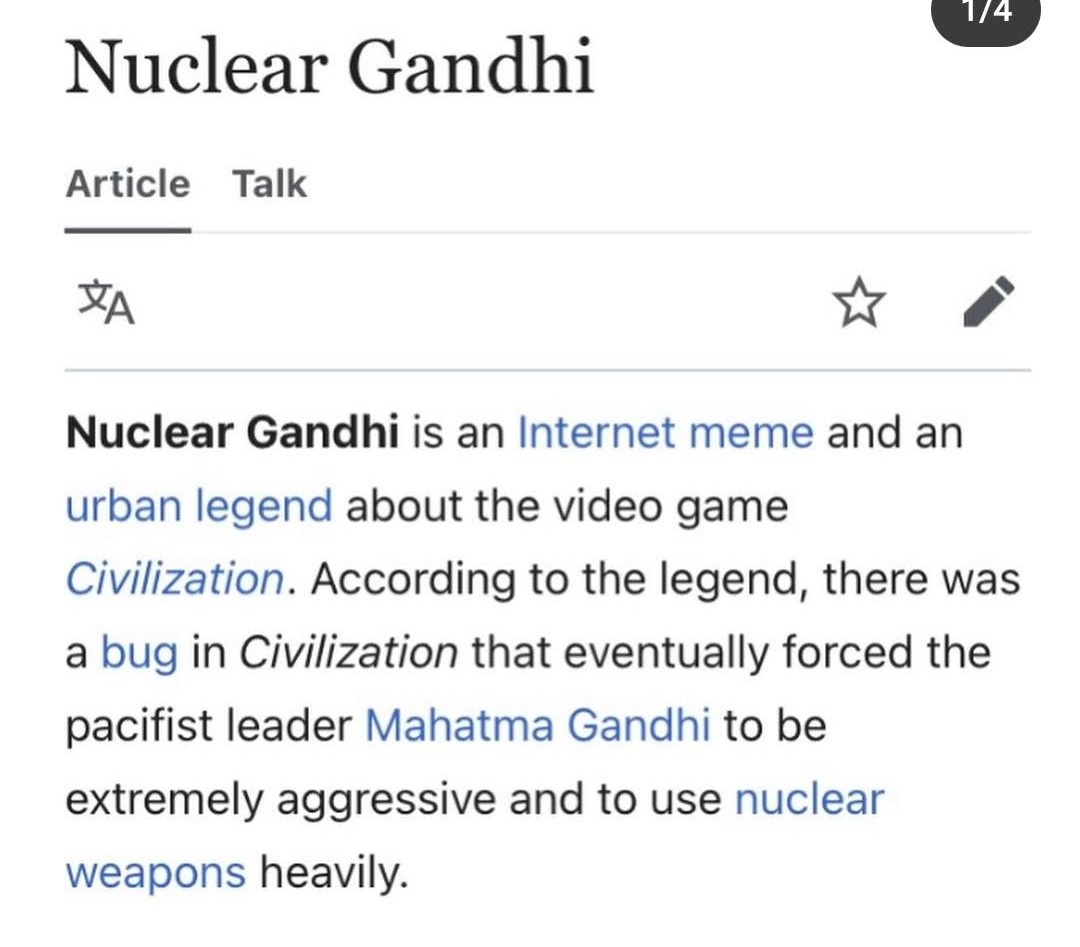 1/4
Nuclear Gandhi
Article Talk
文A
Nuclear Gandhi is an Internet meme and an
urban legend about the video game
Civilization. According to the legend, there was
a bug in Civilization that eventually forced the
pacifist leader Mahatma Gandhi to be
extremely aggressive and to use nuclear
weapons heavily.